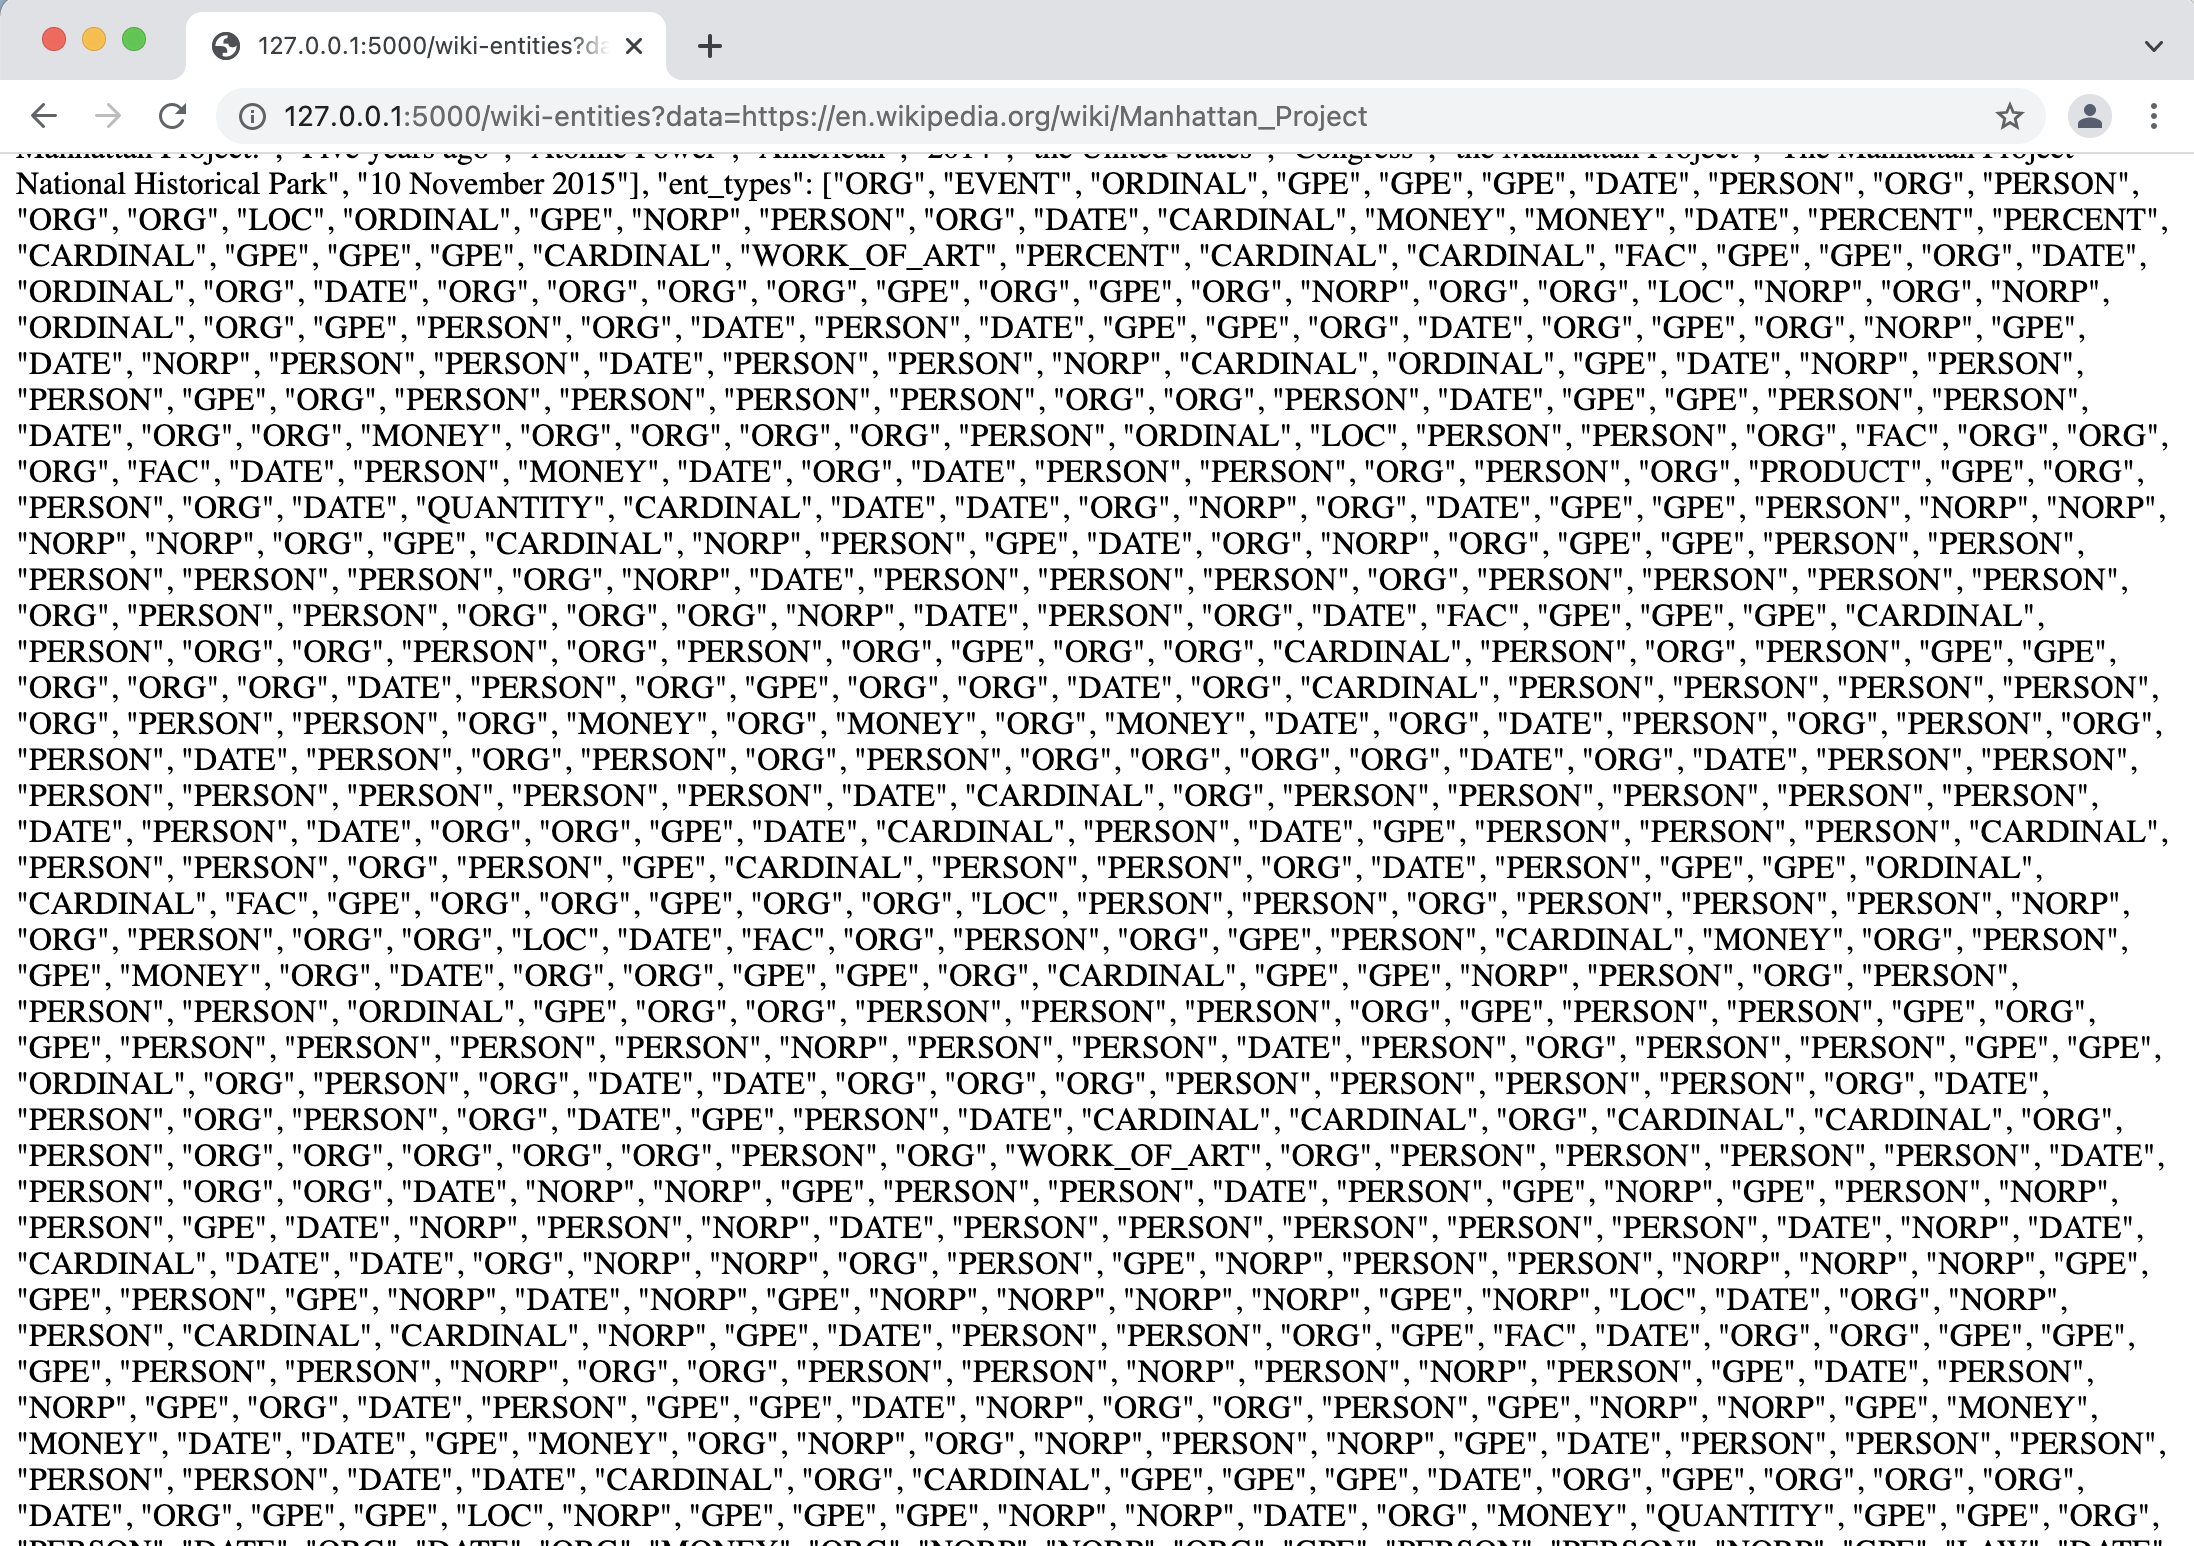 127.0.0.1:5000/wiki-entities?da
127.0.0.1:5000/wiki-entities?data=https://en.wikipedia.org/wiki/Manhattan_Project
Manhattan Project.", "Five years ago", "Atomic Power", "American", "2014", "the United States", "Congress", "the Manhattan Project", "The Manhattan Project
National Historical Park", "10 November 2015"], "ent_types": ["ORG", "EVENT", "ORDINAL", "GPE", "GPE", "GPE", "DATE", "PERSON", "ORG", "PERSON",
"ORG", "ORG", "LOC", "ORDINAL", "GPE", "NORP", "PERSON", "ORG", "DATE", "CARDINAL", "MONEY", "MONEY", "DATE", "PERCENT", "PERCENT",
"CARDINAL", "GPE", "GPE", "GPE", "CARDINAL", "WORK_OF_ART", "PERCENT", "CARDINAL", "CARDINAL", "FAC", "GPE", "GPE", "ORG", "DATE",
"ORDINAL", "ORG", "DATE", "ORG", "ORG", "ORG", "ORG", "GPE", "ORG", "GPE", "ORG", "NORP", "ORG", "ORG", "LOC", "NORP", "ORG", "NORP",
"ORDINAL", "ORG", "GPE", "PERSON", "ORG", "DATE", "PERSON", "DATE", "GPE", "GPE", "ORG", "DATE", "ORG", "GPE", "ORG", "NORP", "GPE",
"DATE", "NORP", "PERSON", "PERSON", "DATE", "PERSON", "PERSON", "NORP", "CARDINAL", "ORDINAL", "GPE", "DATE", "NORP", "PERSON",
"PERSON", "GPE", "ORG", "PERSON", "PERSON", "PERSON", "PERSON", "ORG", "ORG", "PERSON", "DATE", "GPE", "GPE", "PERSON", "PERSON",
"DATE", "ORG", "ORG", "MONEY", "ORG", "ORG", "ORG", "ORG", "PERSON", "ORDINAL", "LOC", "PERSON", "PERSON", "ORG", "FAC", "ORG", "ORG",
"ORG", "FAC", "DATE", "PERSON", "MONEY", "DATE", "ORG", "DATE", "PERSON", "PERSON", "ORG", "PERSON", "ORG", "PRODUCT", "GPE", "ORG",
"PERSON", "ORG", "DATE", "QUANTITY", "CARDINAL", "DATE", "DATE", "ORG", "NORP", "ORG", "DATE", "GPE", "GPE", "PERSON", "NORP", "NORP",
"NORP", "NORP", "ORG", "GPE", "CARDINAL", "NORP", "PERSON", "GPE", "DATE", "ORG", "NORP", "ORG", "GPE", "GPE", "PERSON", "PERSON",
"PERSON", "PERSON", "PERSON", "ORG", "NORP", "DATE", "PERSON", "PERSON", "PERSON", "ORG", "PERSON", "PERSON", "PERSON", "PERSON",
"ORG", "PERSON", "PERSON", "ORG", "ORG", "ORG", "NORP", "DATE", "PERSON", "ORG", "DATE", "FAC", "GPE", "GPE", "GPE", "CARDINAL",
"PERSON", "ORG", "ORG", "PERSON", "ORG", "PERSON", "ORG", "GPE", "ORG", "ORG", "CARDINAL", "PERSON", "ORG", "PERSON", "GPE", "GPE",
"ORG", "ORG", "ORG", "DATE", "PERSON", "ORG", "GPE", "ORG", "ORG", "DATE", "ORG", "CARDINAL", "PERSON", "PERSON", "PERSON", "PERSON",
"ORG", "PERSON", "PERSON", "ORG", "MONEY", "ORG", "MONEY", "ORG", "MONEY", "DATE", "ORG", "DATE", "PERSON", "ORG", "PERSON", "ORG",
"PERSON", "DATE", "PERSON", "ORG", "PERSON", "ORG", "PERSON", "ORG", "ORG", "ORG", "ORG", "DATE", "ORG", "DATE", "PERSON", "PERSON",
"PERSON", "PERSON", "PERSON", "PERSON", "PERSON", "DATE", "CARDINAL", "ORG", "PERSON", "PERSON", "PERSON", "PERSON", "PERSON",
"DATE", "PERSON", "DATE", "ORG", "ORG", "GPE", "DATE", "CARDINAL", "PERSON", "DATE", "GPE", "PERSON", "PERSON", "PERSON", "CARDINAL",
"PERSON", "PERSON", "ORG", "PERSON", "GPE", "CARDINAL", "PERSON", "PERSON", "ORG", "DATE", "PERSON", "GPE", "GPE", "ORDINAL",
"CARDINAL", "FAC", "GPE", "ORG", "ORG", "GPE", "ORG", "ORG", "LOC", "PERSON", "PERSON", "ORG", "PERSON", "PERSON", "PERSON", "NORP",
"ORG", "PERSON", "ORG", "ORG", "LOC", "DATE", "FAC", "ORG", "PERSON", "ORG", "GPE", "PERSON", "CARDINAL", "MONEY", "ORG", "PERSON",
"GPE", "MONEY", "ORG", "DATE", "ORG", "ORG", "GPE", "GPE", "ORG", "CARDINAL", "GPE", "GPE", "NORP", "PERSON", "ORG", "PERSON",
"PERSON", "PERSON", "ORDINAL", "GPE", "ORG", "ORG", "PERSON", "PERSON", "PERSON", "ORG", "GPE", "PERSON", "PERSON", "GPE", "ORG",
"GPE", "PERSON", "PERSON", "PERSON", "PERSON", "NORP", "PERSON", "PERSON", "DATE", "PERSON", "ORG", "PERSON", "PERSON", "GPE", "GPE",
"ORDINAL", "ORG", "PERSON", "ORG", "DATE", "DATE", "ORG", "ORG", "ORG", "PERSON", "PERSON", "PERSON", "PERSON", "ORG", "DATE",
"PERSON", "ORG", "PERSON", "ORG", "DATE", "GPE", "PERSON", "DATE", "CARDINAL", "CARDINAL", "ORG", "CARDINAL", "CARDINAL", "ORG",
"PERSON", "ORG", "ORG", "ORG", "ORG", "ORG", "PERSON", "ORG", "WORK_OF_ART", "ORG", "PERSON", "PERSON", "PERSON", "PERSON", "DATE",
"PERSON", "ORG", "ORG", "DATE", "NORP", "NORP", "GPE", "PERSON", "PERSON", "DATE", "PERSON", "GPE", "NORP", "GPE", "PERSON", "NORP",
"PERSON", "GPE", "DATE", "NORP", "PERSON", "NORP", "DATE", "PERSON", "PERSON", "PERSON", "PERSON", "PERSON", "DATE", "NORP", "DATE",
"CARDINAL", "DATE", "DATE", "ORG", "NORP", "NORP", "ORG", "PERSON", "GPE", "NORP", "PERSON", "PERSON", "NORP", "NORP", "NORP", "GPE",
"GPE", "PERSON", "GPE", "NORP", "DATE", "NORP", "GPE", "NORP", "NORP", "NORP", "NORP", "GPE", "NORP", "LOC", "DATE", "ORG", "NORP",
"PERSON", "CARDINAL", "CARDINAL", "NORP", "GPE", "DATE", "PERSON", "PERSON", "ORG", "GPE", "FAC", "DATE", "ORG", "ORG", "GPE", "GPE",
"GPE", "PERSON", "PERSON", "NORP", "ORG", "ORG", "PERSON", "PERSON", "NORP", "PERSON", "NORP", "PERSON", "GPE", "DATE", "PERSON",
"NORP", "GPE", "ORG", "DATE", "PERSON", "GPE", "GPE", "DATE", "NORP", "ORG", "ORG", "PERSON", "GPE", "NORP", "NORP", "GPE", "MONEY",
"MONEY", "DATE", "DATE", "GPE", "MONEY", "ORG", "NORP", "ORG", "NORP", "PERSON", "NORP", "GPE", "DATE", "PERSON", "PERSON", "PERSON",
"PERSON", "PERSON", "DATE", "DATE", "CARDINAL", "ORG", "CARDINAL", "GPE", "GPE", "GPE", "DATE", "ORG", "GPE", "ORG", "ORG", "ORG",
"DATE", "ORG", "GPE", "GPE", "LOC", "NORP", "GPE", "GPE", "GPE", "NORP", "NORP", "DATE", "ORG", "MONEY", "QUANTITY", "GPE", "GPE", "ORG",